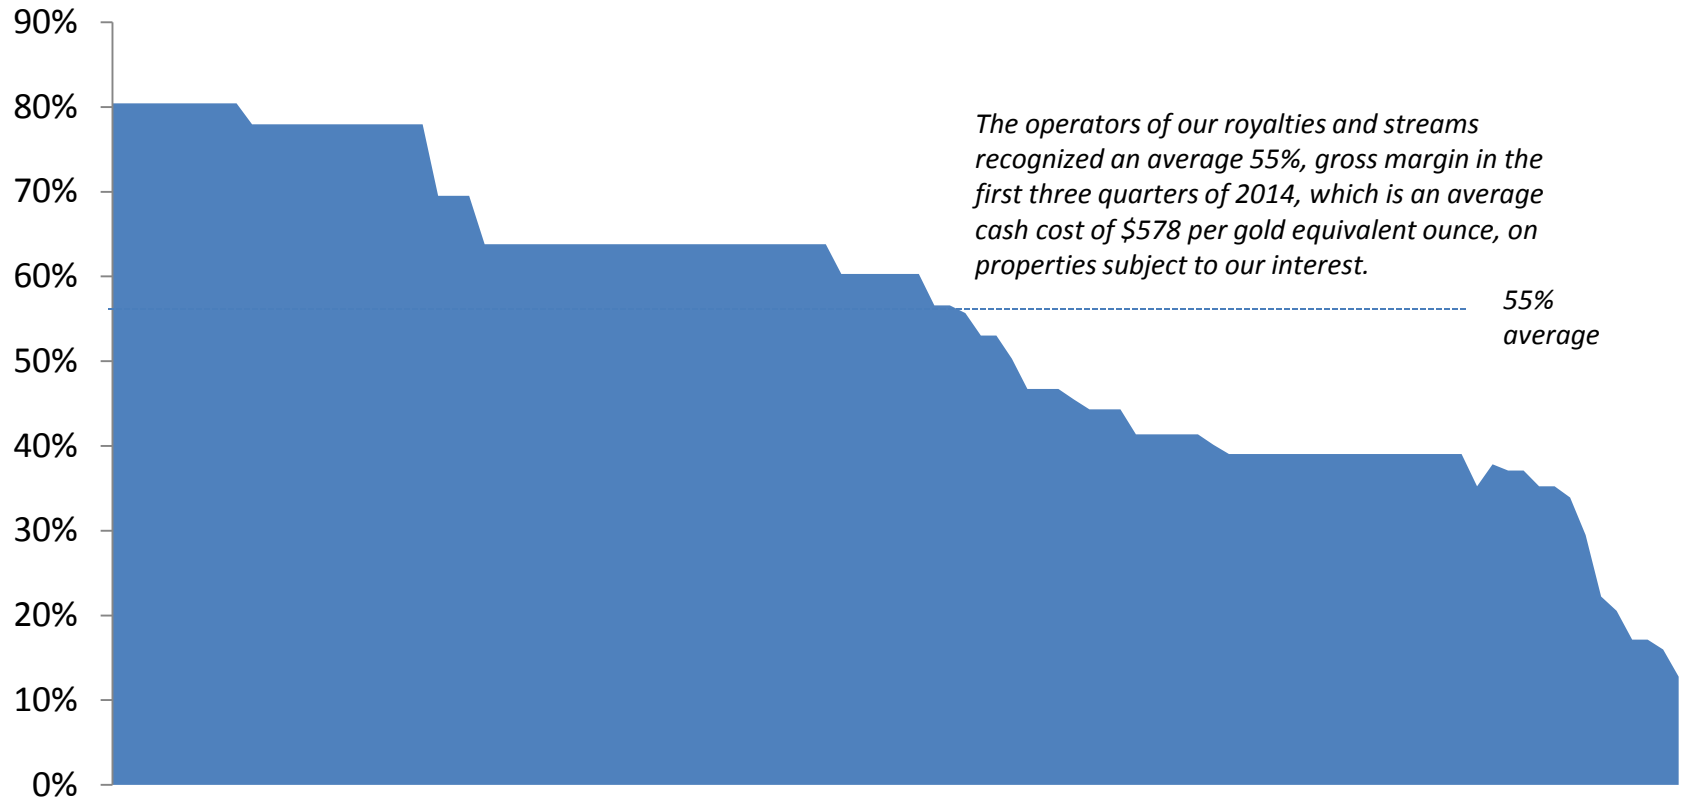 90%
80%
70%
60%
50%
40%
30%
20%
10%
0%
The operators of our royalties and streams
recognized an average 55%, gross margin in the
first three quarters of 2014, which is an average
cash cost of $578 per gold equivalent ounce, on
properties subject to our interest.
55%
average